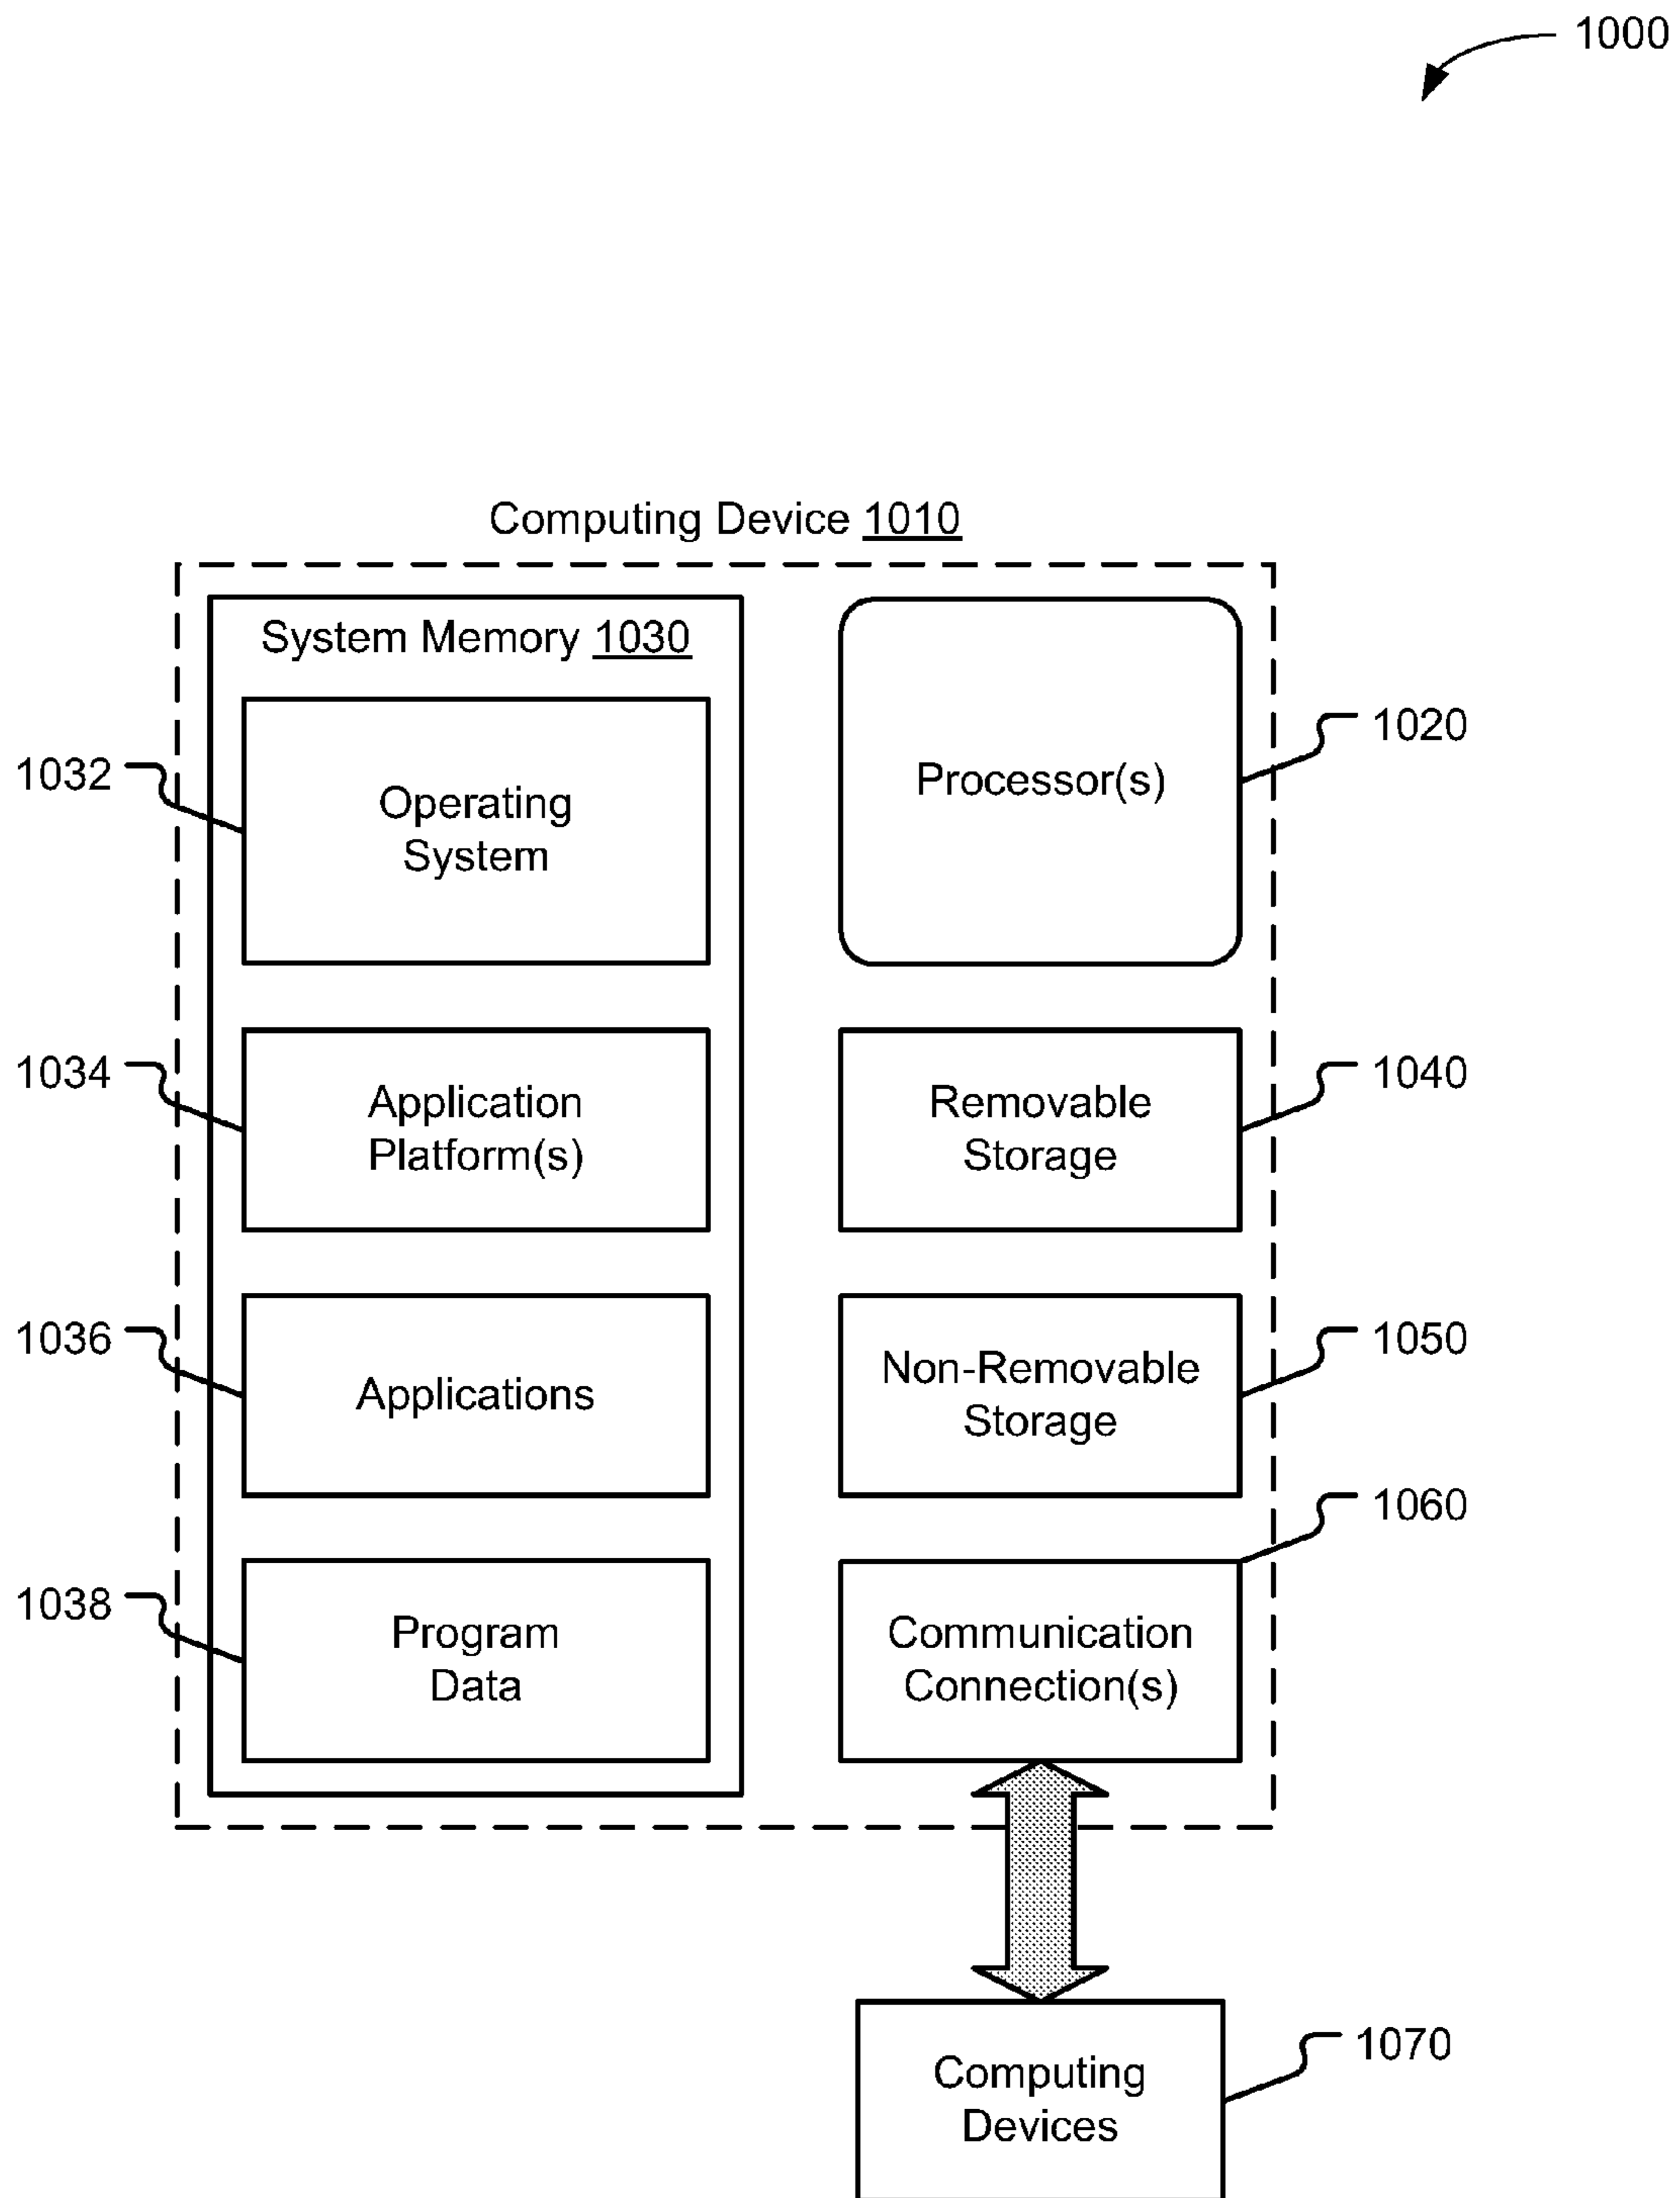 1000
Computing Device 1010
System Memory 1030
1032
Operating
System
Processor(s)
1020
1034
Application
Platform(s)
Removable
Storage
1040
1036
Applications
Non-Removable
Storage
1050
1060
1038
Program
Data
Communication
Connection(s)
Computing
Devices
1070